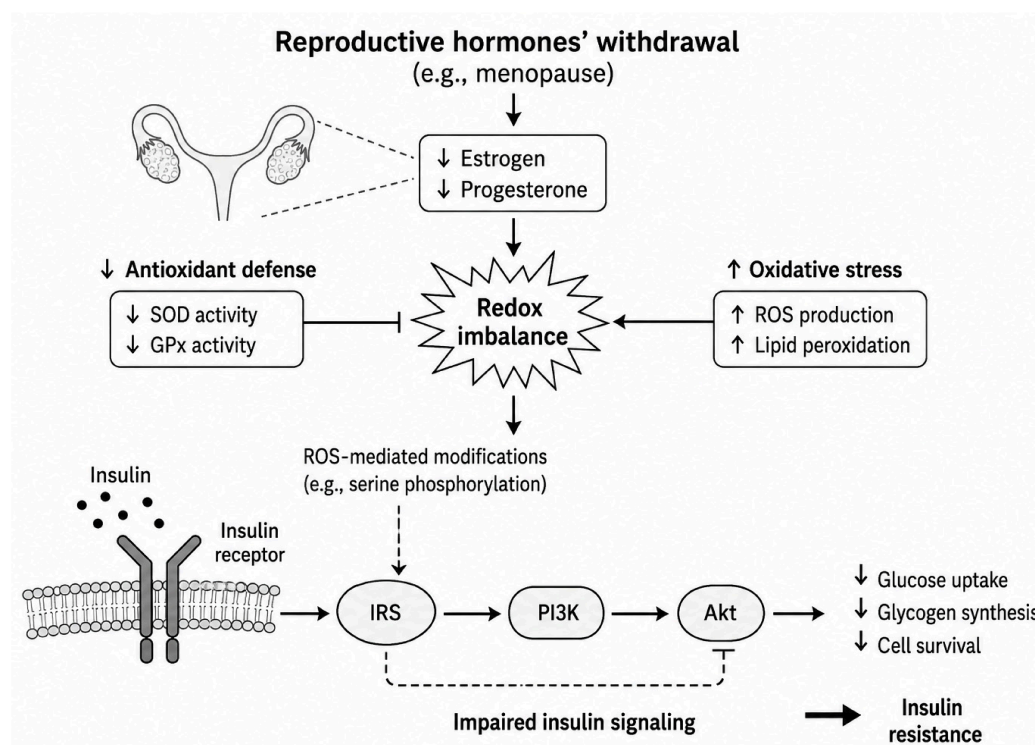 Reproductive hormones’ withdrawal
(e.g., menopause)
↓ Estrogen
↓ Progesterone
↓ Antioxidant defense
↓ SOD activity
↓ GPx activity
Redox
imbalance
↑ Oxidative stress
↑ ROS production
↑ Lipid peroxidation
ROS-mediated modifications
(e.g., serine phosphorylation)
Insulin
Insulin
receptor
IRS
PI3K
Akt
↓ Glucose uptake
↓ Glycogen synthesis
↓ Cell survival
Impaired insulin signaling
Insulin
resistance